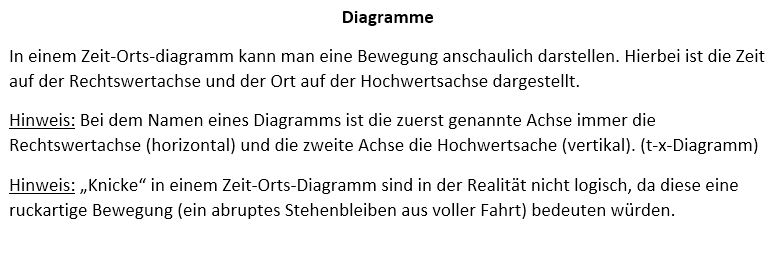 Diagramme
In einem Zeit-Orts-diagramm kann man eine Bewegung anschaulich darstellen. Hierbei ist die Zeit
auf der Rechtswertachse und der Ort auf der Hochwertsachse dargestellt.
Hinweis: Bei dem Namen eines Diagramms ist die zuerst genannte Achse immer die
Rechtswertachse (horizontal) und die zweite Achse die Hochwertsache (vertikal). (t-x-Diagramm)
Hinweis: „Knicke“ in einem Zeit-Orts-Diagramm sind in der Realität nicht logisch, da diese eine
ruckartige Bewegung (ein abruptes Stehenbleiben aus voller Fahrt) bedeuten würden.